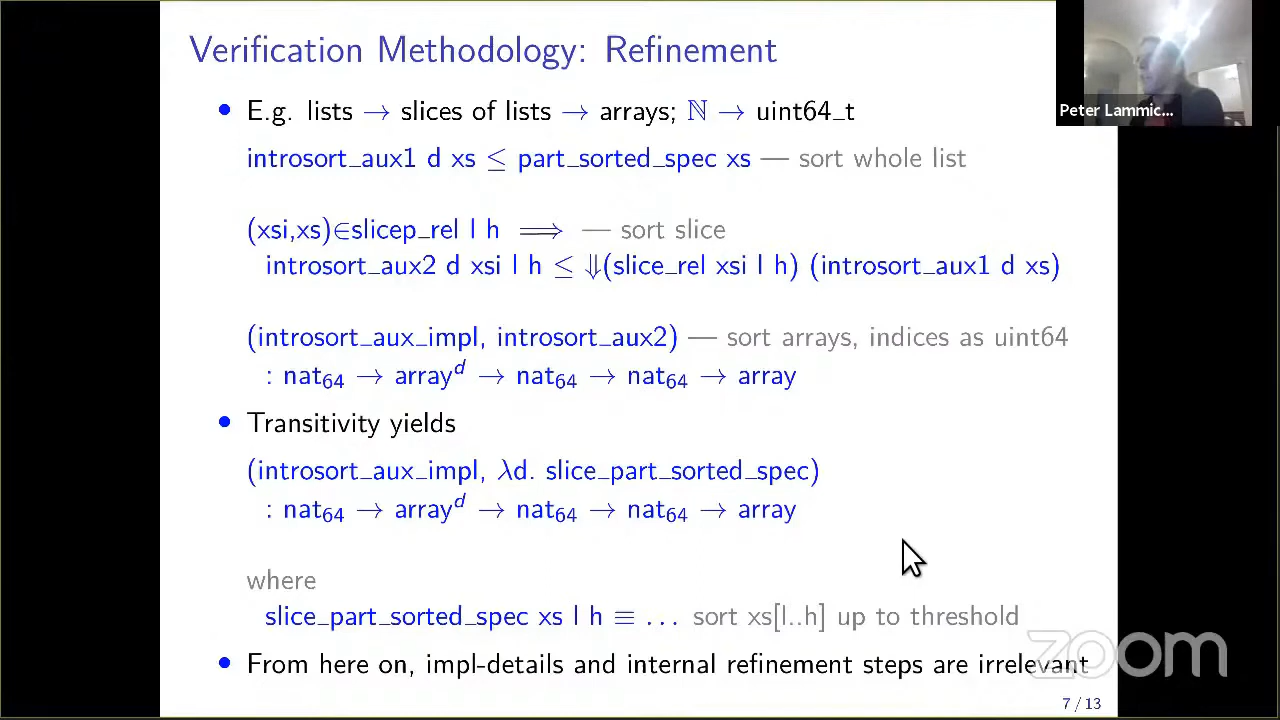 Verification Methodology: Refinement
• E.g. lists → slices of lists → arrays; ℕ → uint64_t
introsort_aux1 d xs ≤ part_sorted_spec xs — sort whole list
(xsi,xs)∈slicep_rel l h ⟹ — sort slice
introsort_aux2 d xsi l h ≤ ⇓(slice_rel xsi l h) (introsort_aux1 d xs)
(introsort_aux_impl, introsort_aux2) — sort arrays, indices as uint64
: nat₆₄ → arrayᵈ → nat₆₄ → nat₆₄ → array
• Transitivity yields
(introsort_aux_impl, λd. slice_part_sorted_spec)
: nat₆₄ → arrayᵈ → nat₆₄ → nat₆₄ → array
where
slice_part_sorted_spec xs l h ≡ ... sort xs[l..h] up to threshold
• From here on, impl-details and internal refinement steps are irrelevant
7 / 13
Peter Lammic...
zoom